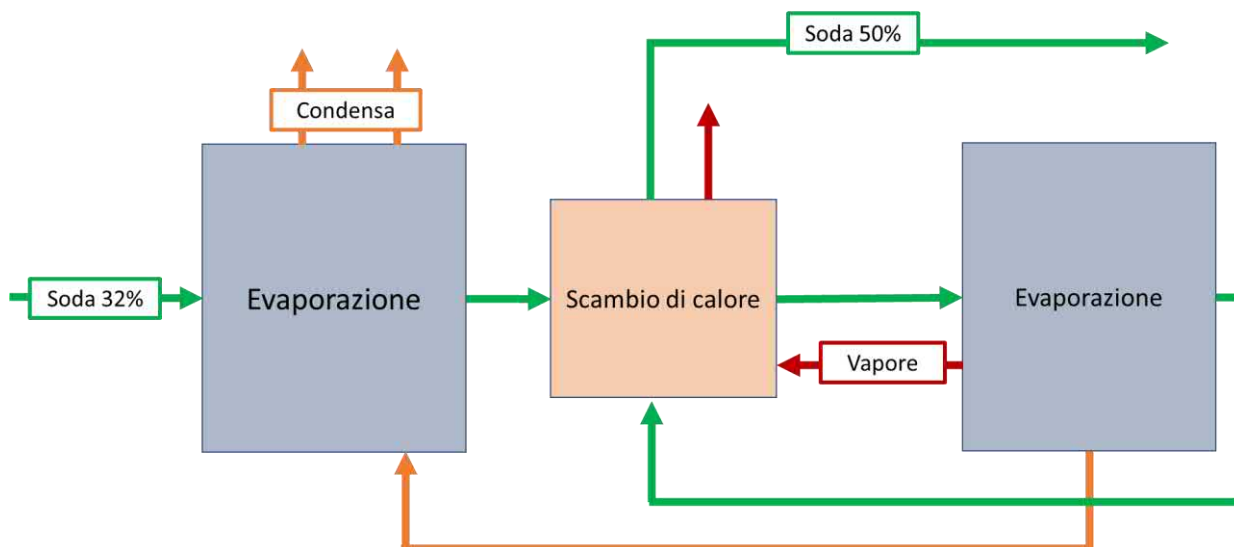 Soda 50%
Condensa
Soda 32%
Evaporazione
Scambio di calore
Evaporazione
Vapore